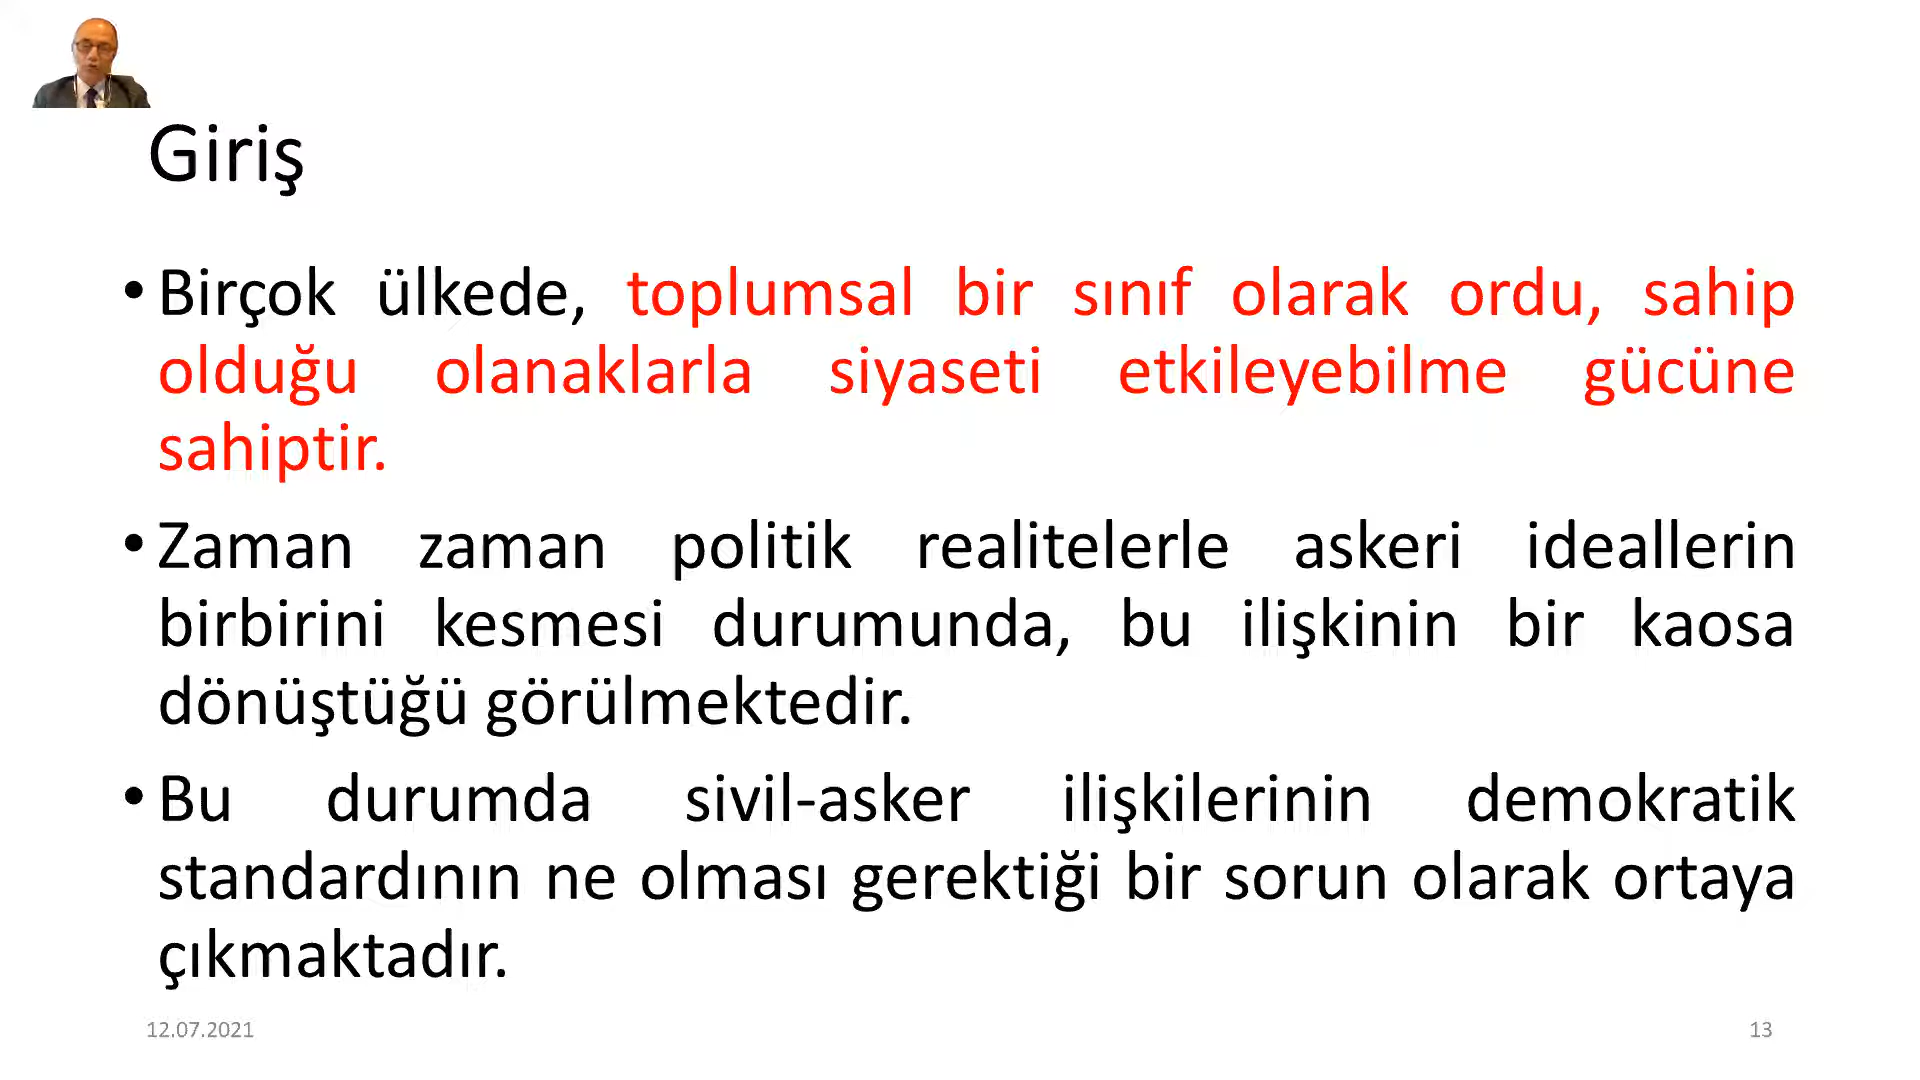 Giriş
• Birçok ülkede, toplumsal bir sınıf olarak ordu, sahip
olduğu olanaklarla siyaseti etkileyebilme gücüne
sahiptir.
• Zaman zaman politik realitelerle askeri ideallerin
birbirini kesmesi durumunda, bu ilişkinin bir kaosa
dönüştüğü görülmektedir.
• Bu durumda sivil-asker ilişkilerinin demokratik
standardının ne olması gerektiği bir sorun olarak ortaya
çıkmaktadır.
12.07.2021
13